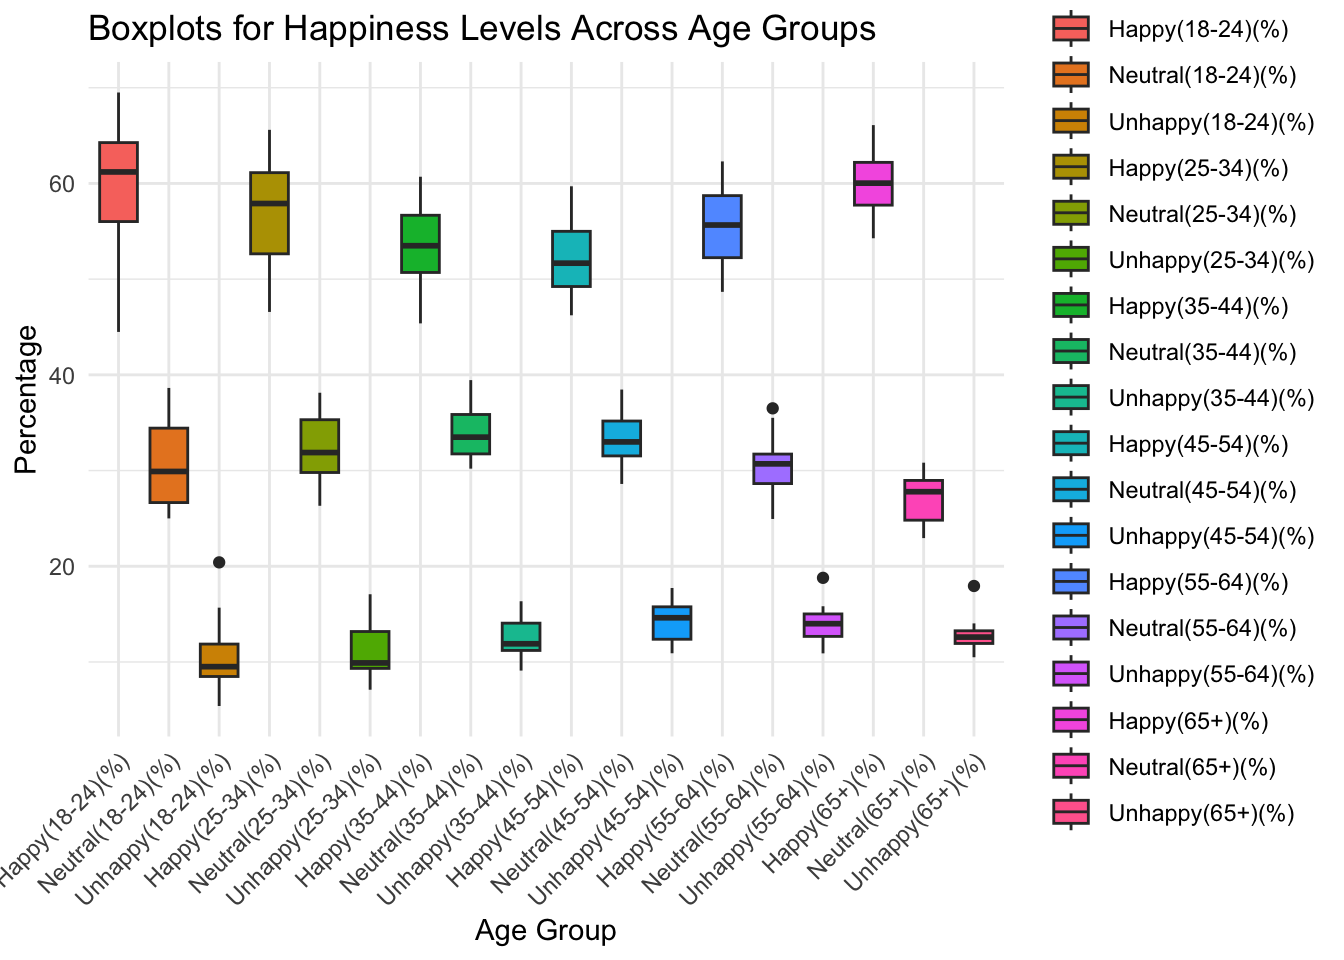 Boxplots for Happiness Levels Across Age Groups
Percentage
60
40
20
Happy(18-24)(%)
Neutral(18-24)(%)
Unhappy(18-24)(%)
Happy(25-34)(%)
Neutral(25-34)(%)
Unhappy(25-34)(%)
Happy(35-44)(%)
Neutral(35-44)(%)
Unhappy(35-44)(%)
Happy(45-54)(%)
Neutral(45-54)(%)
Unhappy(45-54)(%)
Happy(55-64)(%)
Neutral(55-64)(%)
Unhappy(55-64)(%)
Happy(65+)(%)
Neutral(65+)(%)
Unhappy(65+)(%)
Age Group
Happy(18-24)(%)
Neutral(18-24)(%)
Unhappy(18-24)(%)
Happy(25-34)(%)
Neutral(25-34)(%)
Unhappy(25-34)(%)
Happy(35-44)(%)
Neutral(35-44)(%)
Unhappy(35-44)(%)
Happy(45-54)(%)
Neutral(45-54)(%)
Unhappy(45-54)(%)
Happy(55-64)(%)
Neutral(55-64)(%)
Unhappy(55-64)(%)
Happy(65+)(%)
Neutral(65+)(%)
Unhappy(65+)(%)